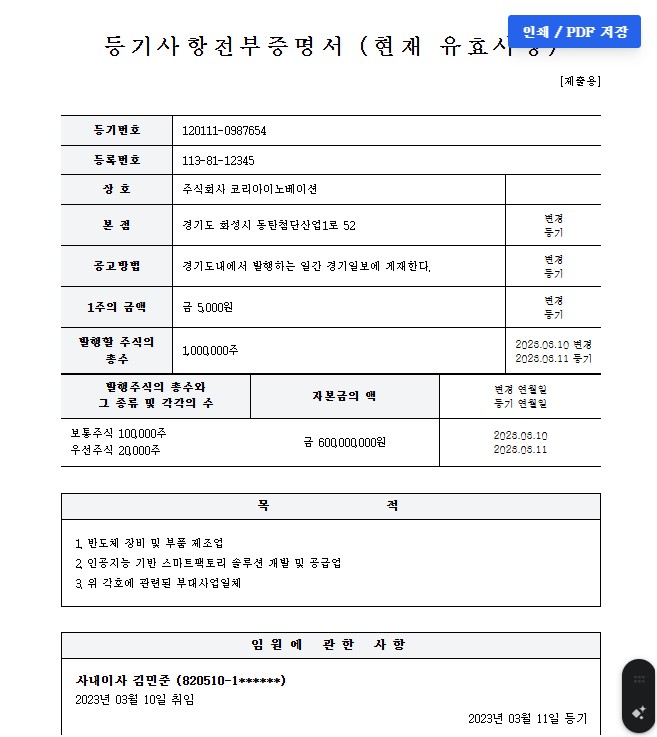 등기사항전부증명서 (현재 유효사항)
인쇄 / PDF 저장
[제출용]
등기번호 120111-0987654
등록번호 113-81-12345
상 호 주식회사 코리아이노베이션
본 점 경기도 화성시 동탄첨단산업1로 52 변경
등기
공고방법 경기도내에서 발행하는 일간 경기일보에 게재한다. 변경
등기
1주의 금액 금 5,000원 변경
등기
발행할 주식의
총수
1,000,000주
변경
등기
발행주식의 총수와
그 종류 및 각각의 수
자본금의 액
변경 연월일
등기 연월일
보통주식 100,000주
우선주식 20,000주
금 600,000,000원
목 적
1. 반도체 장비 및 부품 제조업
2. 인공지능 기반 스마트팩토리 솔루션 개발 및 공급업
3. 위 각호에 관련된 부대사업일체
임원에 관한 사항
사내이사 김민준 (820510-1******)
2023년 03월 10일 취임
2023년 03월 11일 등기